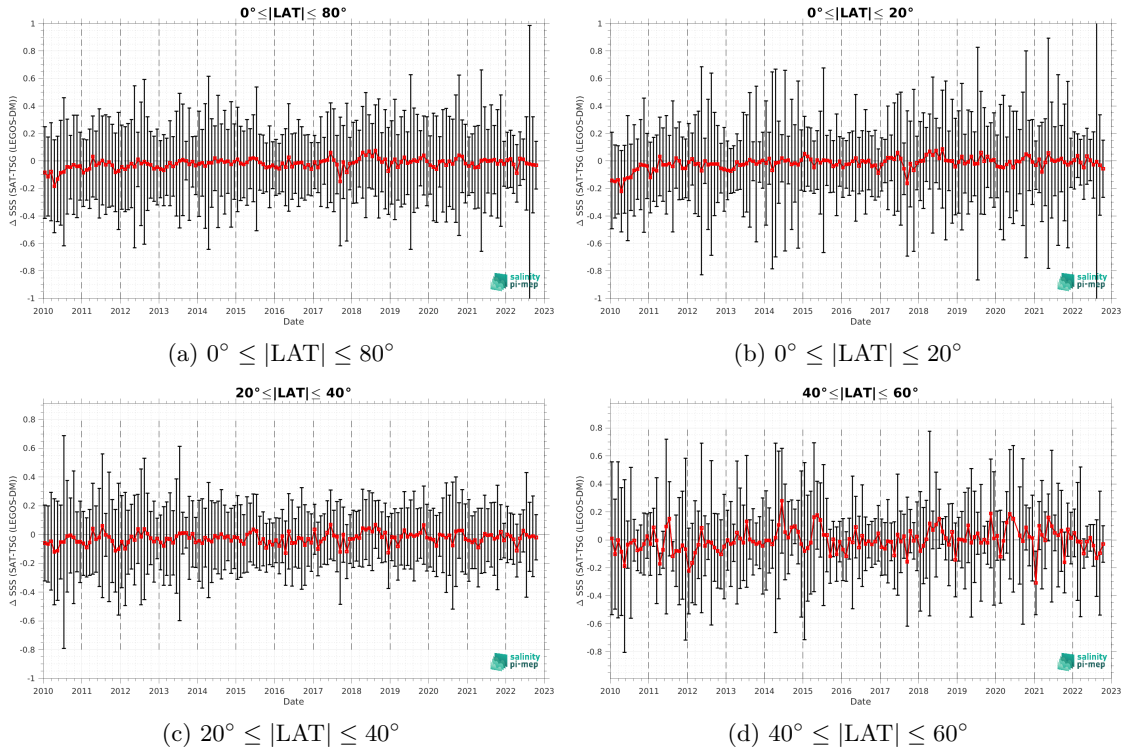 0°≤|LAT|≤ 80°
Δ SSS (SAT-TSG (LEGOS-DM))
1
0.8
0.6
0.4
0.2
0
-0.2
-0.4
-0.6
-0.8
-1
2010 2011 2012 2013 2014 2015 2016 2017 2018 2019 2020 2021 2022 2023
Date
salinity
pi-mep
(a) 0° ≤ |LAT| ≤ 80°
0°≤|LAT|≤ 20°
Δ SSS (SAT-TSG (LEGOS-DM))
1
0.8
0.6
0.4
0.2
0
-0.2
-0.4
-0.6
-0.8
-1
2010 2011 2012 2013 2014 2015 2016 2017 2018 2019 2020 2021 2022 2023
Date
salinity
pi-mep
(b) 0° ≤ |LAT| ≤ 20°
20°≤|LAT|≤ 40°
Δ SSS (SAT-TSG (LEGOS-DM))
0.8
0.6
0.4
0.2
0
-0.2
-0.4
-0.6
-0.8
-1
2010 2011 2012 2013 2014 2015 2016 2017 2018 2019 2020 2021 2022 2023
Date
salinity
pi-mep
(c) 20° ≤ |LAT| ≤ 40°
40°≤|LAT|≤ 60°
Δ SSS (SAT-TSG (LEGOS-DM))
0.8
0.6
0.4
0.2
0
-0.2
-0.4
-0.6
-0.8
2010 2011 2012 2013 2014 2015 2016 2017 2018 2019 2020 2021 2022 2023
Date
salinity
pi-mep
(d) 40° ≤ |LAT| ≤ 60°